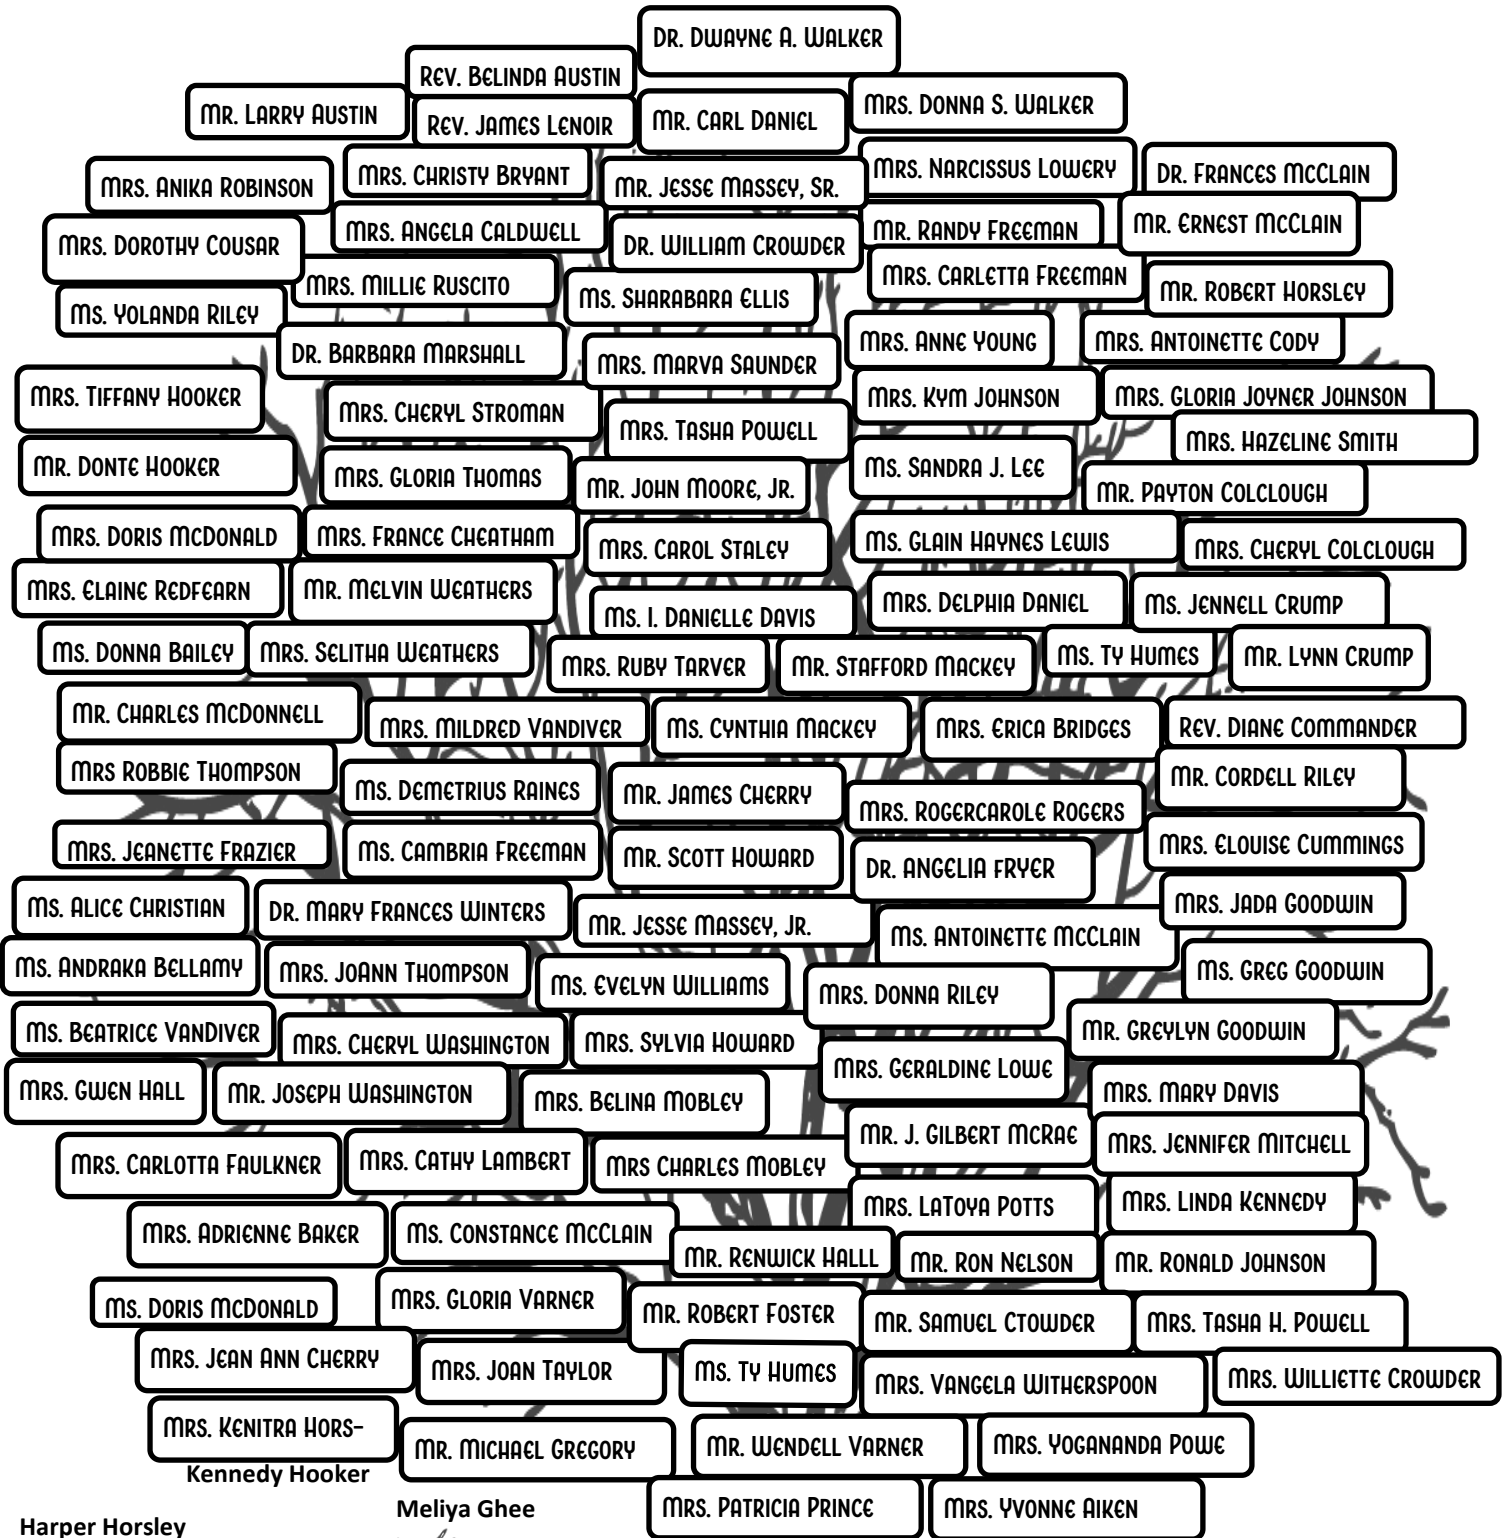 Dr. Dwayne A. Walker
Rev. Belinda Austin
Mr. Larry Austin
Rev. James Lenoir
Mr. Carl Daniel
Mrs. Donna S. Walker
Mrs. Anika Robinson
Mrs. Christy Bryant
Mr. Jesse Massey, Sr.
Mrs. Narcissus Lowery
Dr. Frances McClain
Mrs. Dorothy Cousar
Mrs. Angela Caldwell
Dr. William Crowder
Mr. Randy Freeman
Mr. Ernest McClain
Ms. Yolanda Riley
Mrs. Millie Ruscito
Ms. Sharabara Ellis
Mrs. Carletta Freeman
Mr. Robert Horsley
Dr. Barbara Marshall
Mrs. Marva Saunder
Mrs. Anne Young
Mrs. Antoinette Cody
Mrs. Tiffany Hooker
Mrs. Cheryl Stroman
Mrs. Tasha Powell
Mrs. Kym Johnson
Mrs. Gloria Joyner Johnson
Mrs. Hazeline Smith
Mr. Donte Hooker
Mrs. Gloria Thomas
Mr. John Moore, Jr.
Ms. Sandra J. Lee
Mr. Payton Colclough
Mrs. Doris McDonald
Mrs. France Cheatham
Mrs. Carol Staley
Ms. Glain Haynes Lewis
Mrs. Cheryl Colclough
Mrs. Elaine Redfearn
Mr. Melvin Weathers
Ms. I. Danielle Davis
Mrs. Delphia Daniel
Ms. Jennell Crump
Ms. Donna Bailey
Mrs. Selitha Weathers
Mrs. Ruby Tarver
Mr. Stafford Mackey
Ms. Ty Humes
Mr. Lynn Crump
Mr. Charles McDonnell
Mrs. Mildred Vandiver
Ms. Cynthia Mackey
Mrs. Erica Bridges
Rev. Diane Commander
Mrs Robbie Thompson
Ms. Demetrius Raines
Mr. James Cherry
Mrs. Rogercarole Rogers
Mr. Cordell Riley
Mrs. Jeanette Frazier
Ms. Cambria Freeman
Mr. Scott Howard
Dr. Angelia Fryer
Mrs. Elouise Cummings
Ms. Alice Christian
Dr. Mary Frances Winters
Mr. Jesse Massey, Jr.
Ms. Antoinette McClain
Mrs. Jada Goodwin
Ms. Andraka Bellamy
Mrs. JoAnn Thompson
Ms. Evelyn Williams
Mrs. Donna Riley
Ms. Greg Goodwin
Ms. Beatrice VanDiver
Mrs. Cheryl Washington
Mrs. Sylvia Howard
Mrs. Geraldine Lowe
Mr. Greylyn Goodwin
Mrs. Gwen Hall
Mr. Joseph Washington
Mrs. Belina Mobley
Mr. J. Gilbert McRae
Mrs. Mary Davis
Mrs. Jennifer Mitchell
Mrs. Carlotta Faulkner
Mrs. Cathy Lambert
Mrs Charles Mobley
Mrs. LaToya Potts
Mrs. Linda Kennedy
Mrs. Adrienne Baker
Ms. Constance McClain
Mr. Renwick Halll
Mr. Ron Nelson
Mr. Ronald Johnson
Ms. Doris McDonald
Mrs. Gloria Varner
Mr. Robert Foster
Mr. Samuel Ctowder
Mrs. Tasha H. Powell
Mrs. Jean Ann Cherry
Mrs. Joan Taylor
Ms. Ty Humes
Mrs. Vangela Witherspoon
Mrs. Williette Crowder
Mrs. Kenitra Hors-
Mr. Michael Gregory
Mr. Wendell Varner
Mrs. Yogananda Powe
Kennedy Hooker
Meliya Ghee
Mrs. Patricia Prince
Mrs. Yvonne Aiken
Harper Horsley